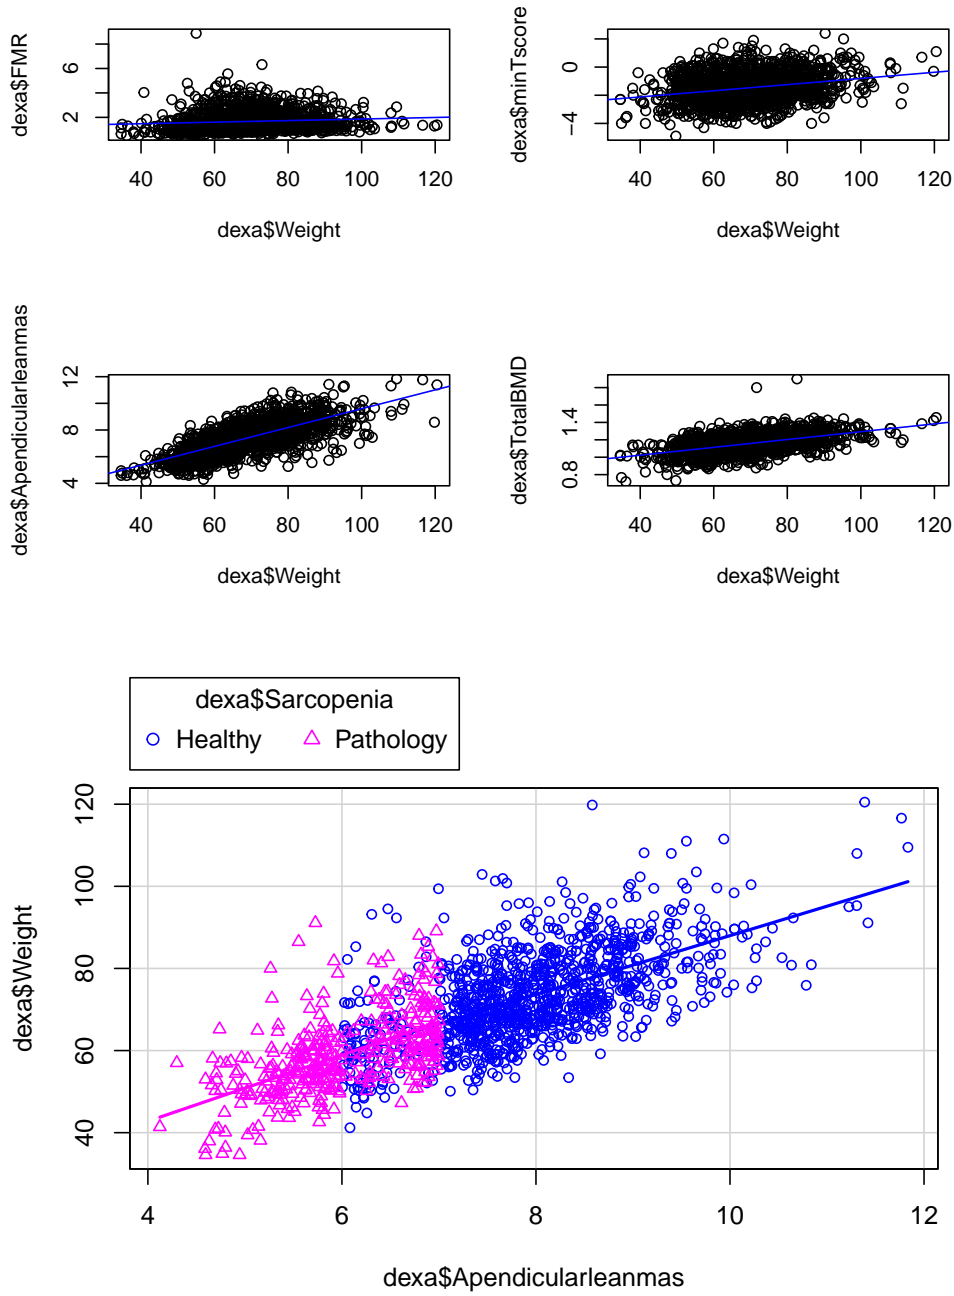 dexa$FMR
6
2
40 60 80 100 120
dexa$Weight
dexa$minTscore
0
−4
40 60 80 100 120
dexa$Weight
dexa$Apendicularleanmas
12
8
4
40 60 80 100 120
dexa$Weight
dexa$TotalBMD
1.4
0.8
40 60 80 100 120
dexa$Weight
dexa$Sarcopenia
Healthy Pathology
dexa$Weight
120
100
80
60
40
4 6 8 10 12
dexa$Apendicularleanmas